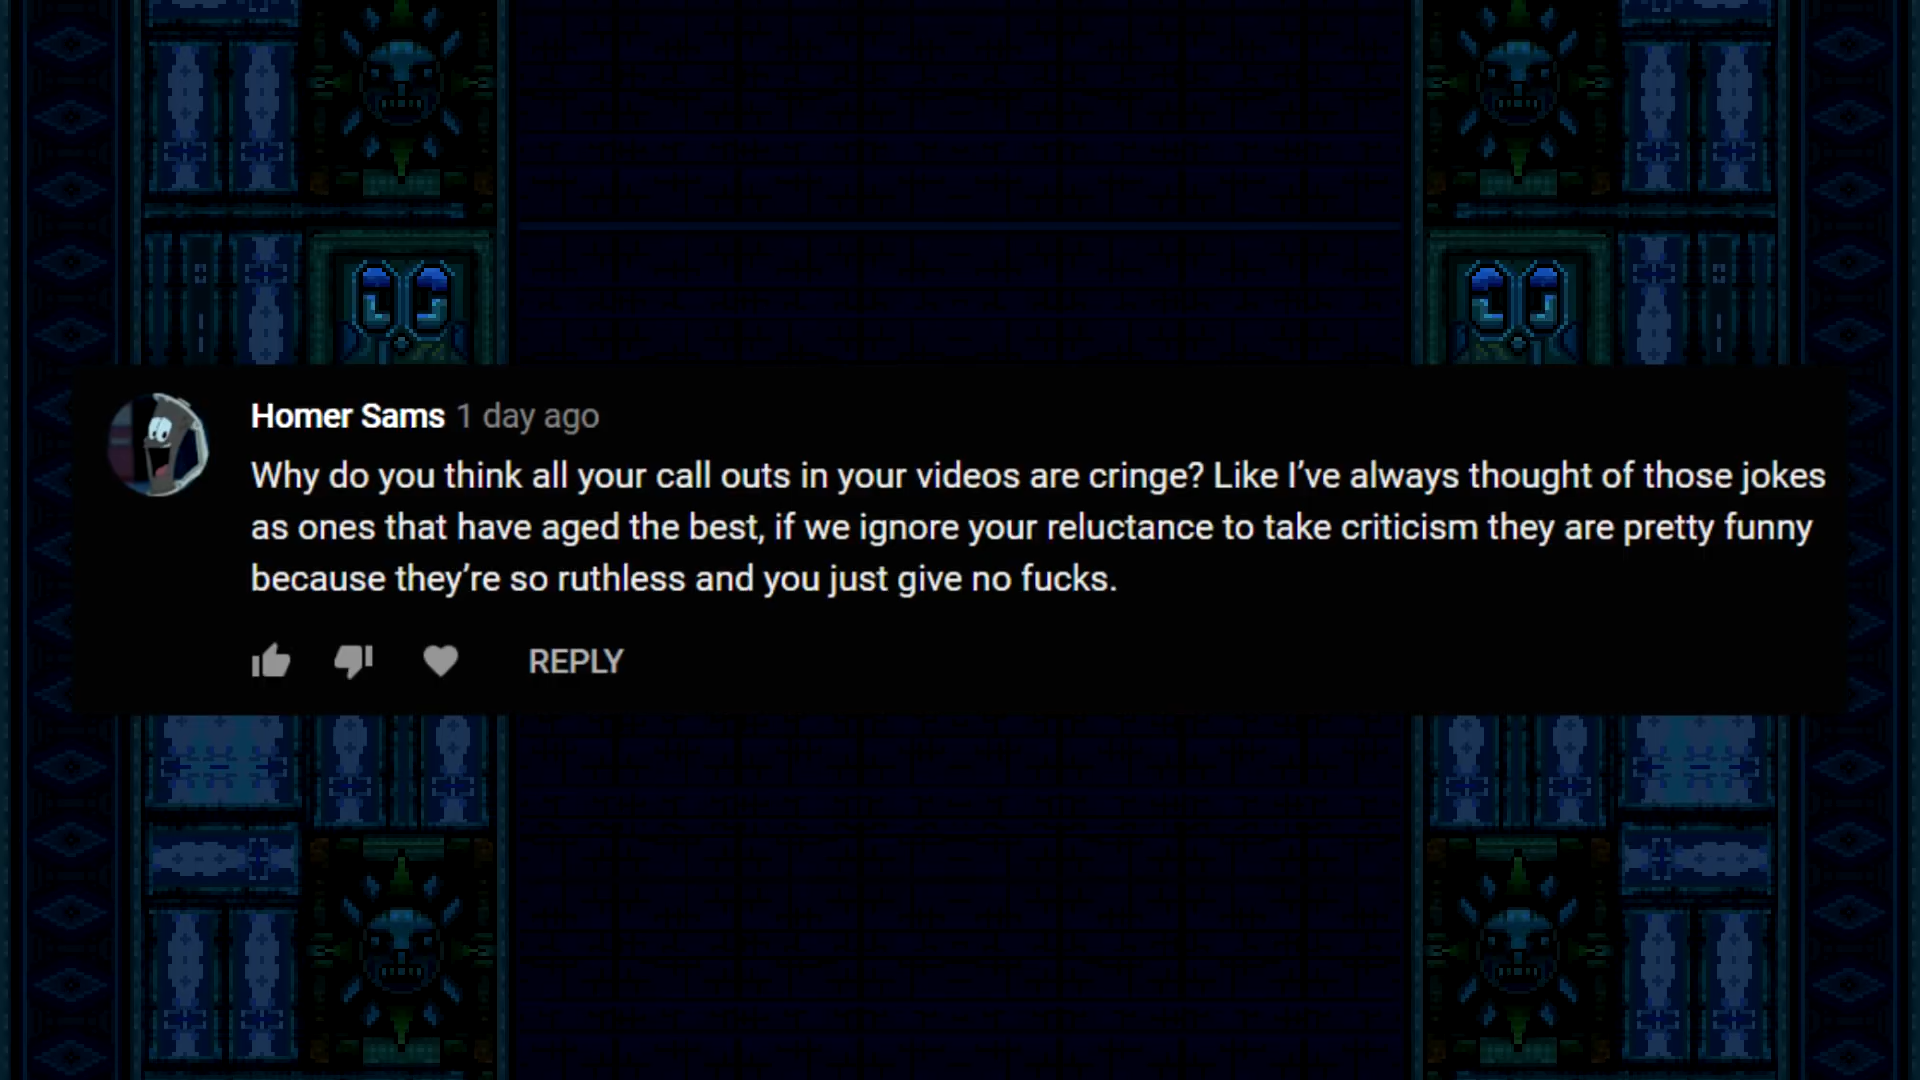 Homer Sams 1 day ago
Why do you think all your call outs in your videos are cringe? Like I’ve always thought of those jokes
as ones that have aged the best, if we ignore your reluctance to take criticism they are pretty funny
because they’re so ruthless and you just give no fucks.
REPLY